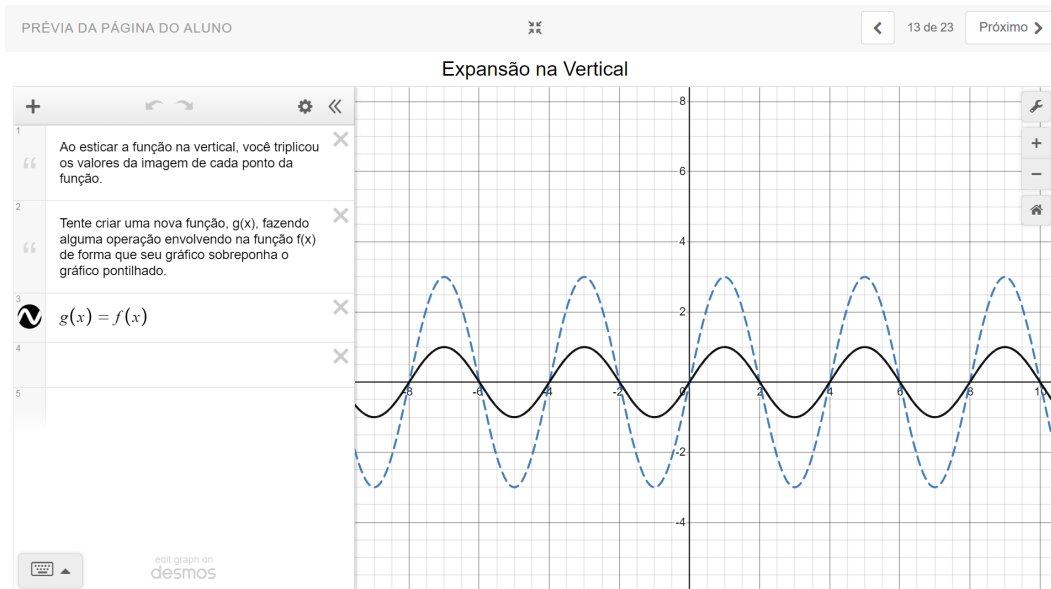 PRÉVIA DA PÁGINA DO ALUNO
13 de 23
Próximo
Expansão na Vertical
1
Ao esticar a função na vertical, você triplicou
os valores da imagem de cada ponto da
função.
2
Tente criar uma nova função, g(x), fazendo
alguma operação envolvendo na função f(x)
de forma que seu gráfico sobreponha o
gráfico pontilhado.
3
g(x) = f(x)
4
5
edit graph on
desmos
8
6
4
2
-8 -6 -4 -2 0 2 4 6 8 10
-2
-4